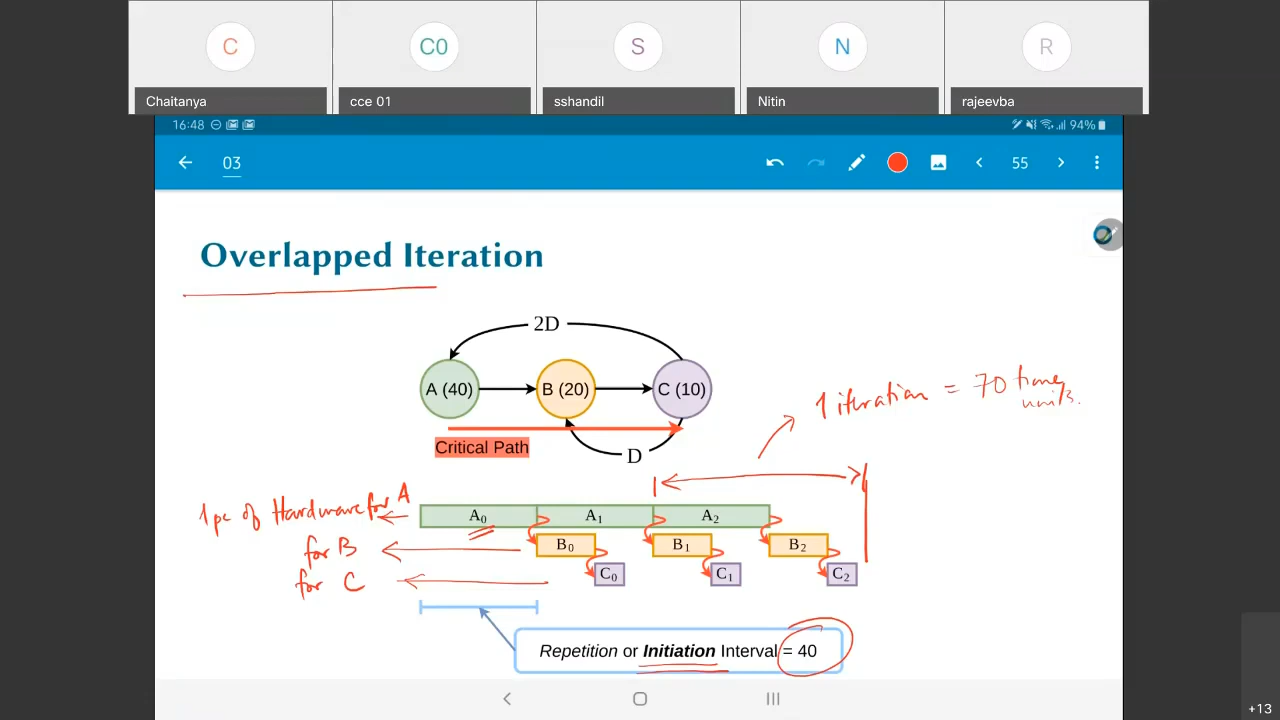 C
C0
S
N
R
Chaitanya
cce 01
sshandil
Nitin
rajeevba
16:48
94%
03
55
Overlapped Iteration
2D
A (40)
B (20)
C (10)
Critical Path
D
1 iteration = 70 time units.
1 pc of Hardware for A
A0 A1 A2
for B
B0 B1 B2
for C
C0 C1 C2
Repetition or Initiation Interval = 40
+13